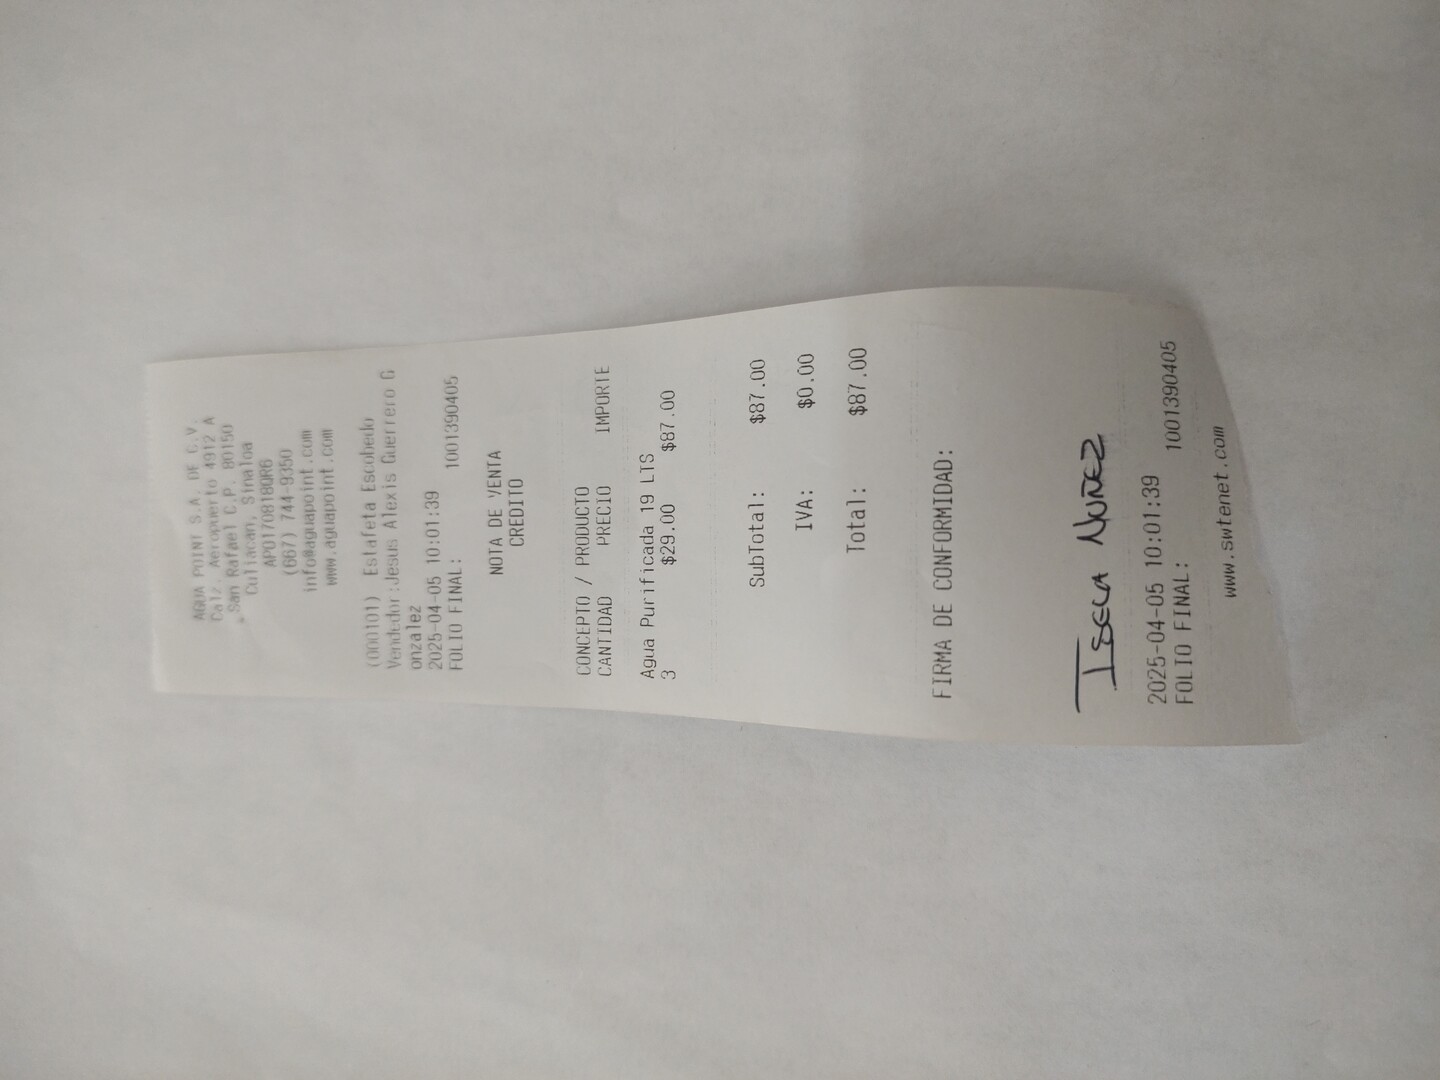 AGUA POINT S.A. DE C.V.
Calz. Aeropuerto 4912 A
San Rafael C.P. 80150
Culiacan, Sinaloa
APO170818QR6
(667) 744-9350
info@aguapoint.com
www.aguapoint.com
(000101) Estafeta Escobedo
Vendedor:Jesus Alexis Guerrero G
onzalez
2025-04-05 10:01:39
FOLIO FINAL: 1001390405
NOTA DE VENTA
CREDITO
CONCEPTO / PRODUCTO
CANTIDAD PRECIO IMPORTE
Agua Purificada 19 LTS
3 $29.00 $87.00
SubTotal: $87.00
IVA: $0.00
Total: $87.00
FIRMA DE CONFORMIDAD:
ISELA NUÑEZ
2025-04-05 10:01:39
FOLIO FINAL: 1001390405
www.swtenet.com